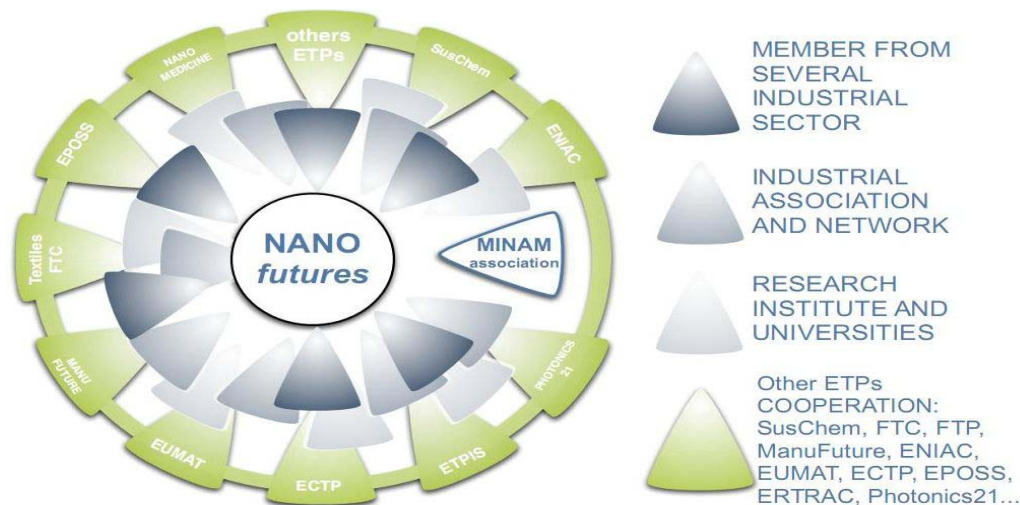 others
ETPs
SusChem
NANO
MEDICINE
EPOSS
ENIAC
Textiles
FTC
NANO
futures
MINAM
association
MANU
FUTURE
PHOTONICS
21
EUMAT
ECTP
ETPIS
MEMBER FROM
SEVERAL
INDUSTRIAL
SECTOR
INDUSTRIAL
ASSOCIATION
AND NETWORK
RESEARCH
INSTITUTE AND
UNIVERSITIES
Other ETPs
COOPERATION:
SusChem, FTC, FTP,
ManuFuture, ENIAC,
EUMAT, ECTP, EPOSS,
ERTRAC, Photonics21...